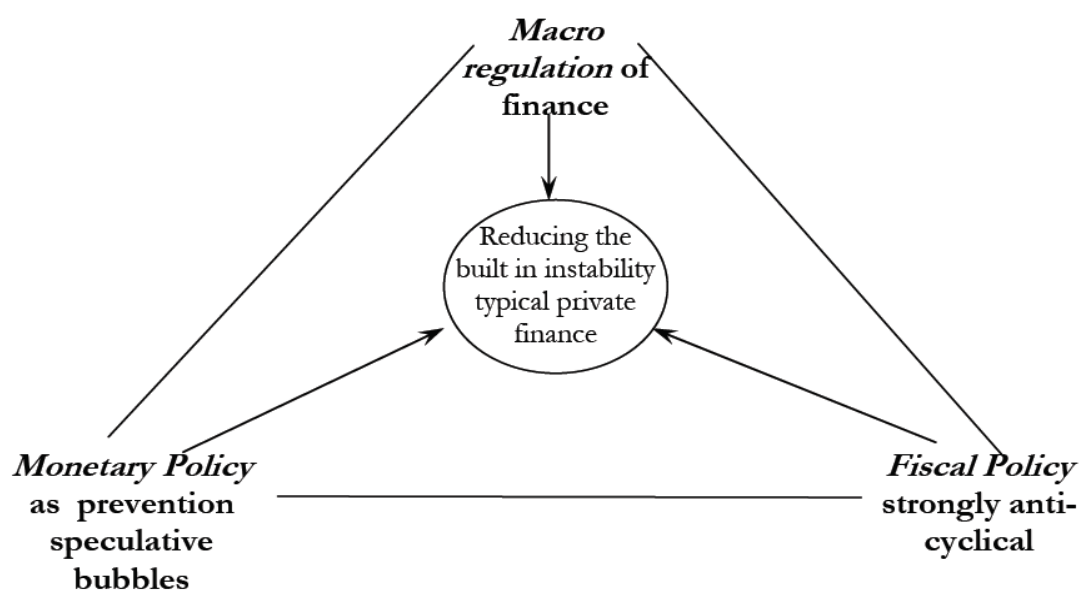 Macro
regulation of
finance
Reducing the
built in instability
typical private
finance
Monetary Policy
as prevention
speculative
bubbles
Fiscal Policy
strongly anti-
cyclical